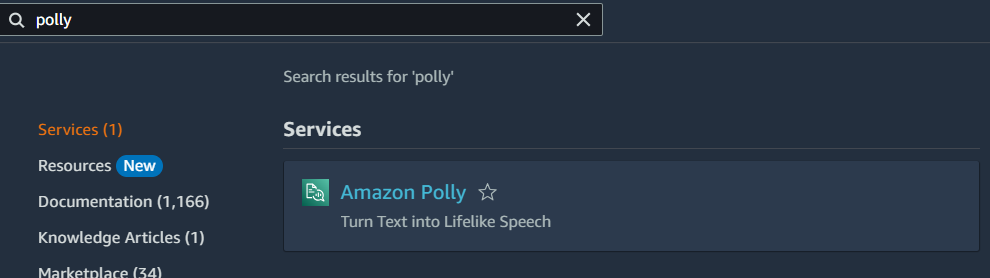 polly
Search results for 'polly'
Services (1)
Resources New
Documentation (1,166)
Knowledge Articles (1)
Marketplace (34)
Services
Amazon Polly
Turn Text into Lifelike Speech